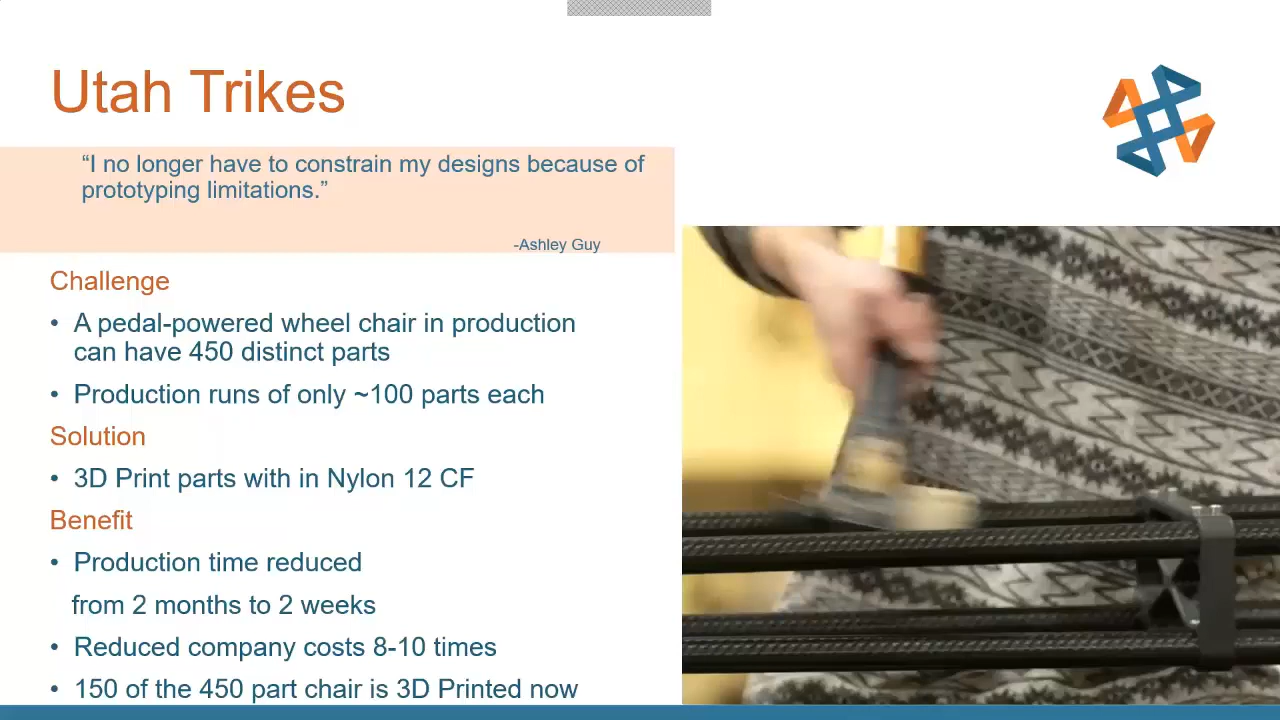 Utah Trikes
“I no longer have to constrain my designs because of
prototyping limitations.”
-Ashley Guy
Challenge
• A pedal-powered wheel chair in production
can have 450 distinct parts
• Production runs of only ~100 parts each
Solution
• 3D Print parts with in Nylon 12 CF
Benefit
• Production time reduced
from 2 months to 2 weeks
• Reduced company costs 8-10 times
• 150 of the 450 part chair is 3D Printed now